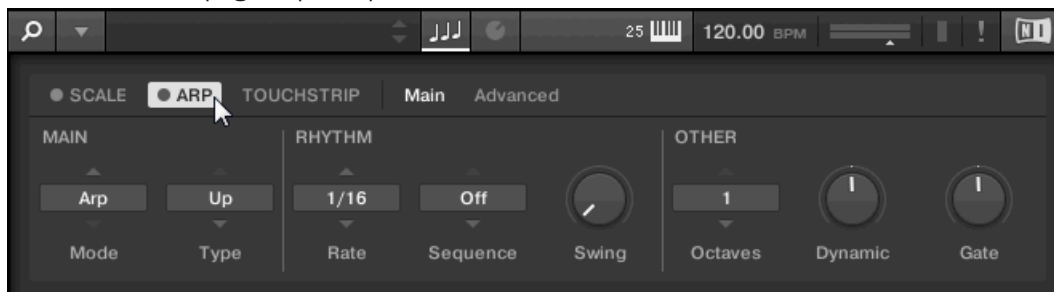 25 120.00 BPM ! NI
SCALE ARP TOUCHSTRIP Main Advanced
MAIN RHYTHM OTHER
Arp Up 1/16 Off 1
Mode Type Rate Sequence Swing Octaves Dynamic Gate